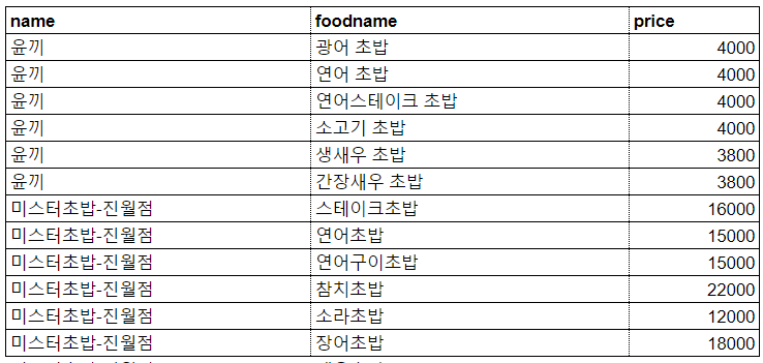 name foodname price
윤끼 광어 초밥 4000
윤끼 연어 초밥 4000
윤끼 연어스테이크 초밥 4000
윤끼 소고기 초밥 4000
윤끼 생새우 초밥 3800
윤끼 간장새우 초밥 3800
미스터초밥-진월점 스테이크초밥 16000
미스터초밥-진월점 연어초밥 15000
미스터초밥-진월점 연어구이초밥 15000
미스터초밥-진월점 참치초밥 22000
미스터초밥-진월점 소라초밥 12000
미스터초밥-진월점 장어초밥 18000